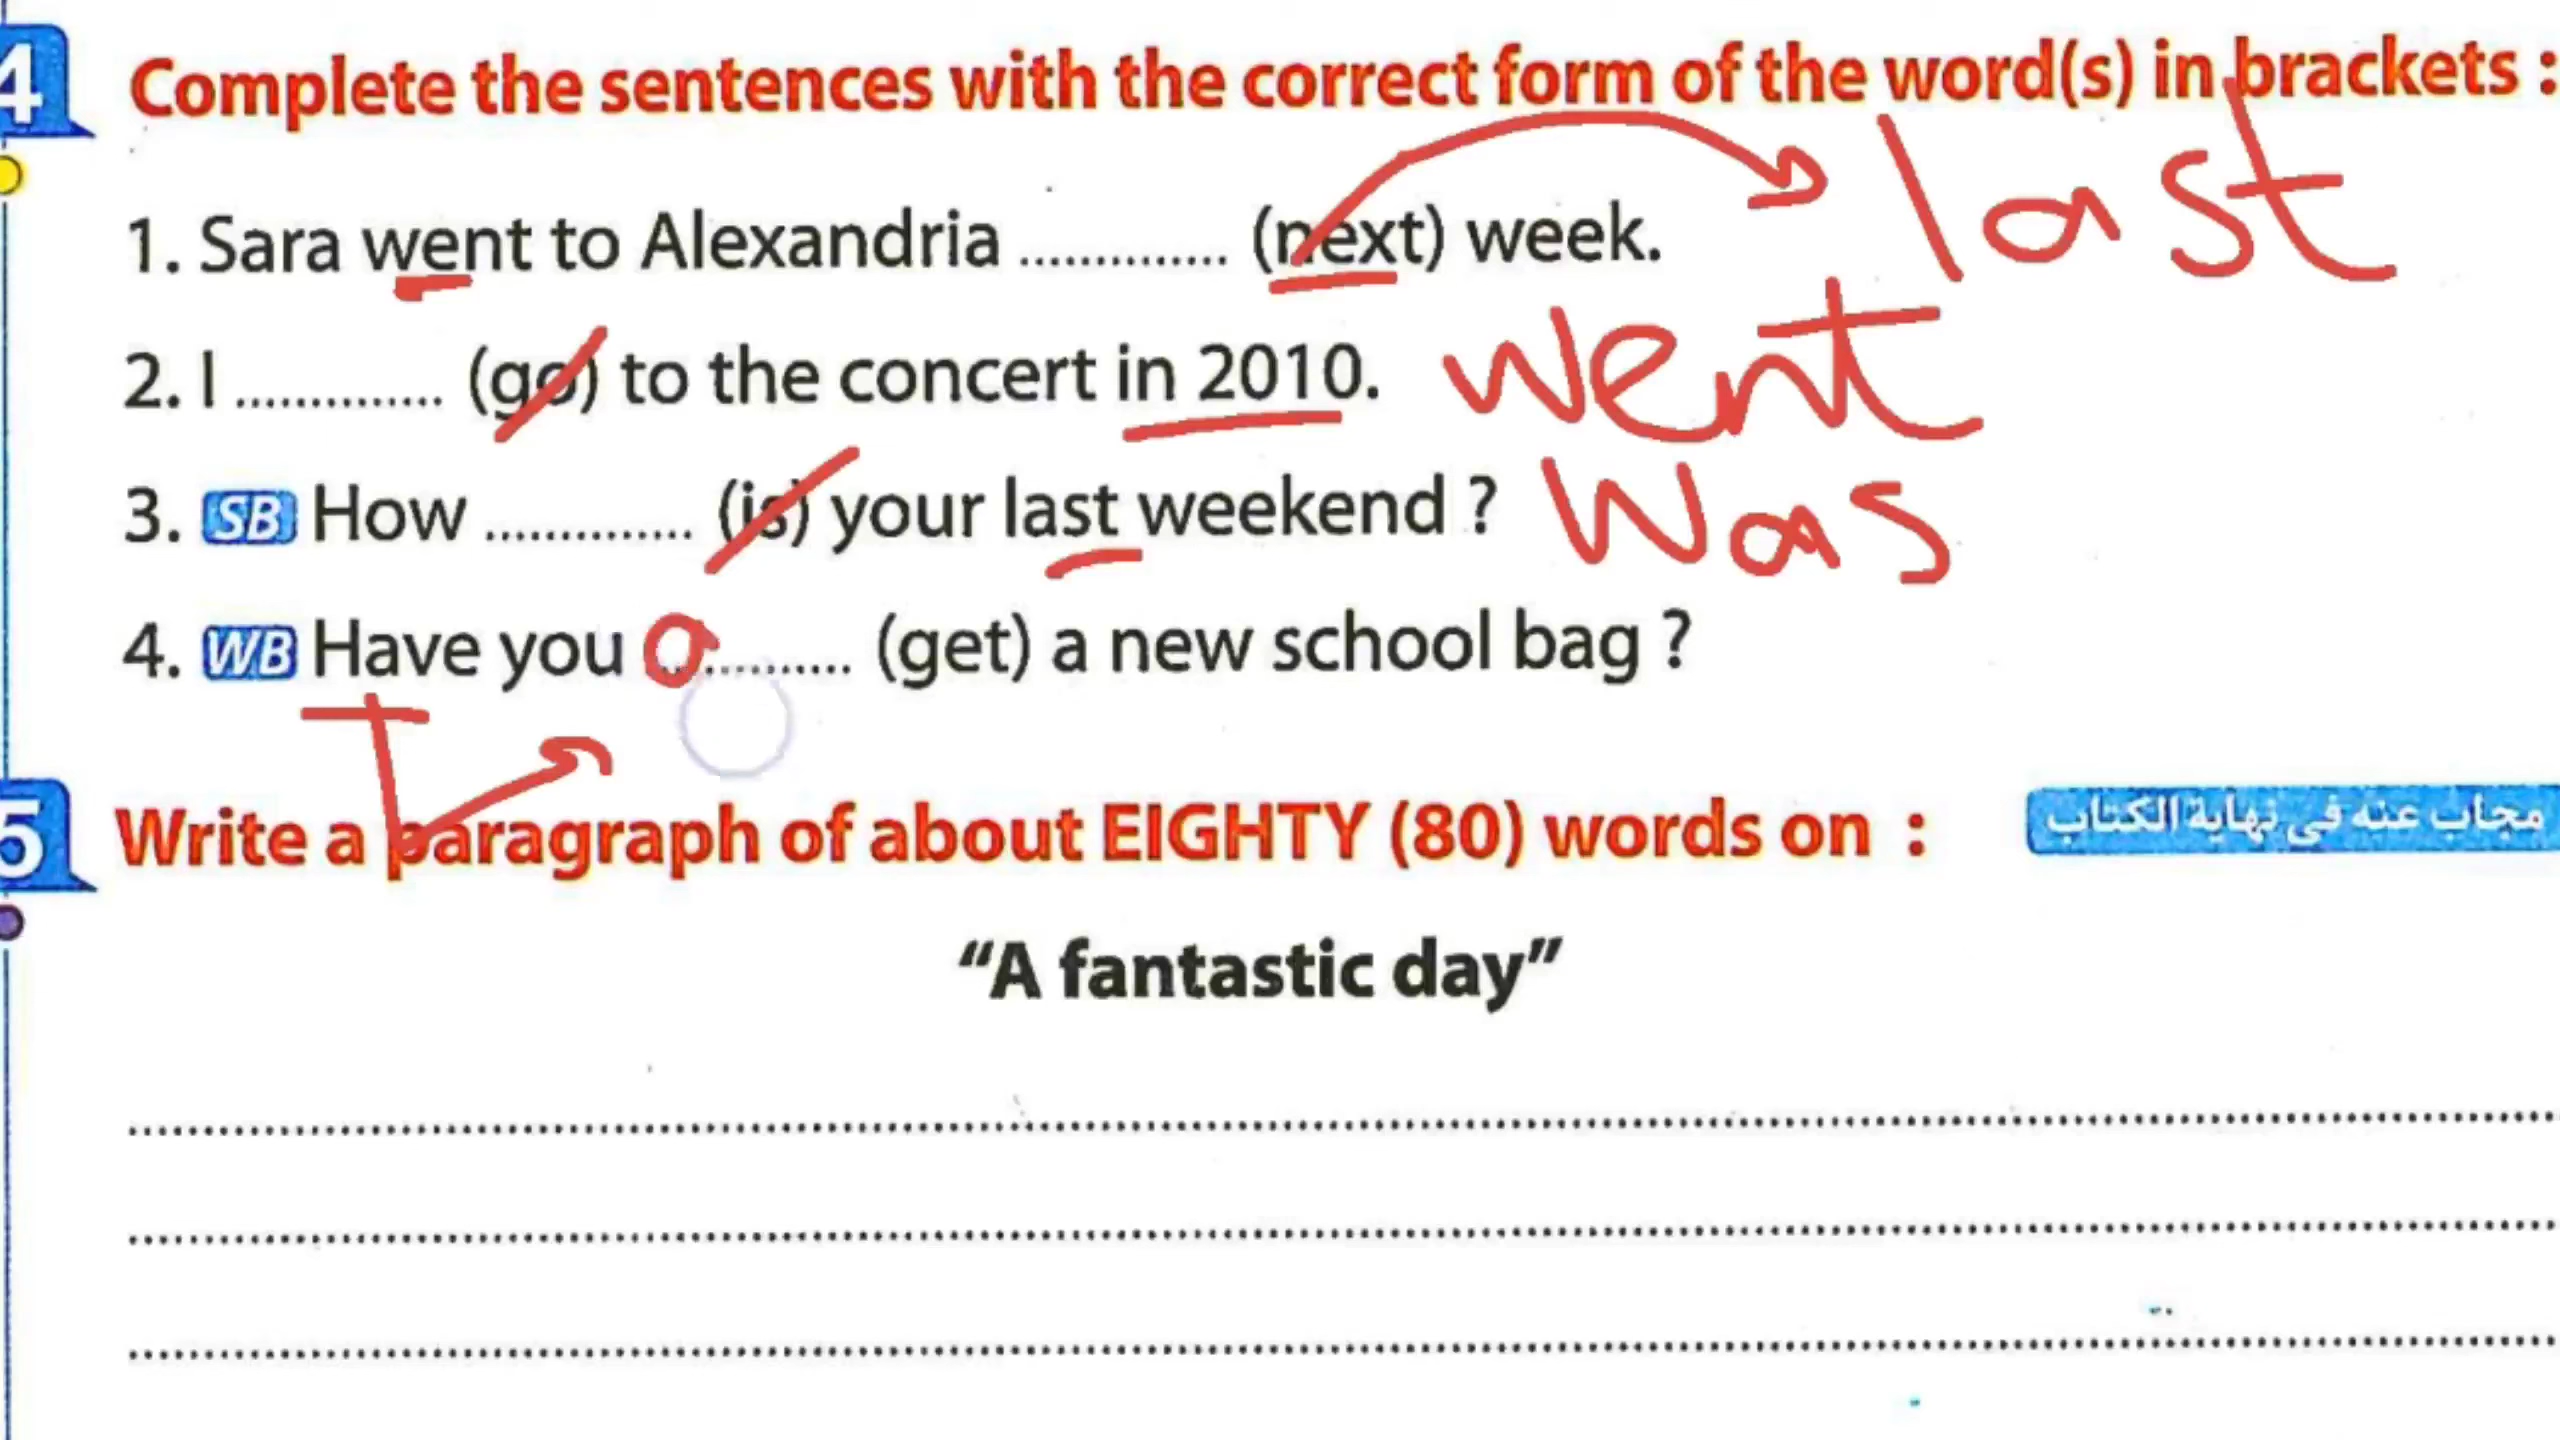 4 Complete the sentences with the correct form of the word(s) in brackets :
1. Sara went to Alexandria .............. (next) week. last
2. I .............. (go) to the concert in 2010. went
3. SB How .............. (is) your last weekend ? was
4. WB Have you .............. (get) a new school bag ?
5 Write a paragraph of about EIGHTY (80) words on : مجاب عنه فى نهاية الكتاب
“A fantastic day”